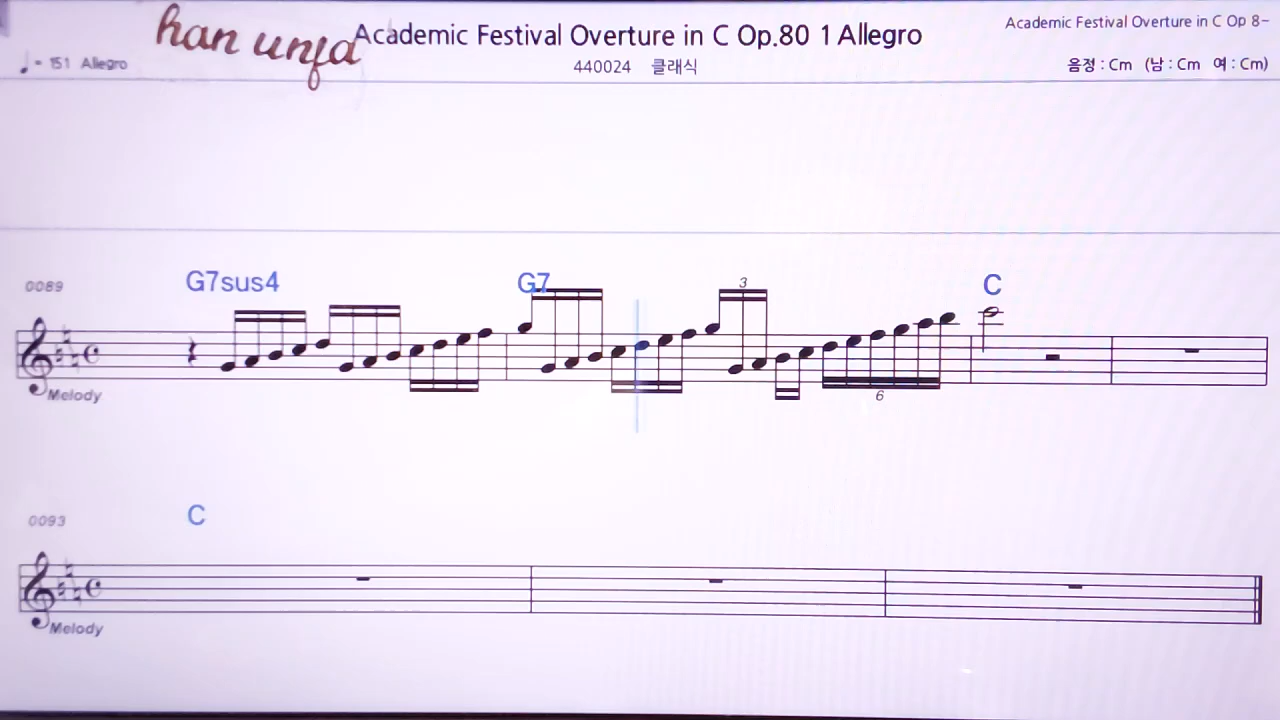 han unfa
Academic Festival Overture in C Op.80 1 Allegro
Academic Festival Overture in C Op 8~
♩ = 151 Allegro
440024 클래식
음정 : Cm (남 : Cm 여 : Cm)
0089 G7sus4 G7 3 C
Melody
6
0093 C
Melody